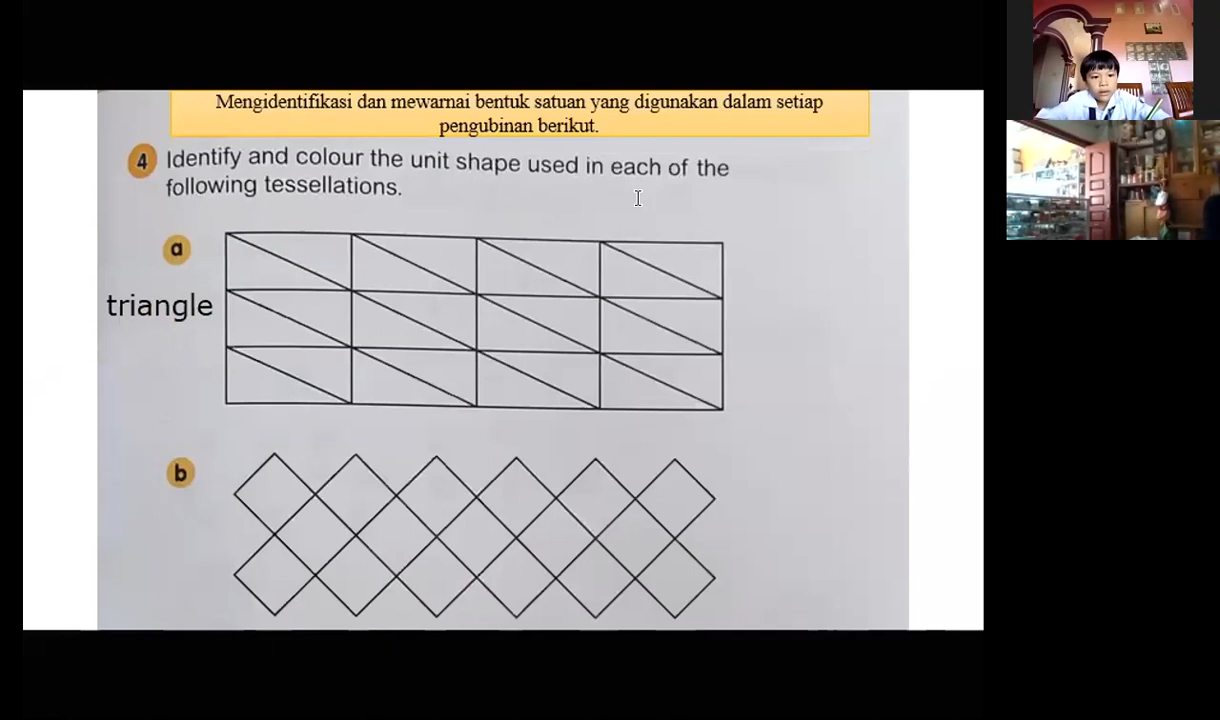 Mengidentifikasi dan mewarnai bentuk satuan yang digunakan dalam setiap
pengubinan berikut.
4 Identify and colour the unit shape used in each of the
following tessellations.
a
triangle
b